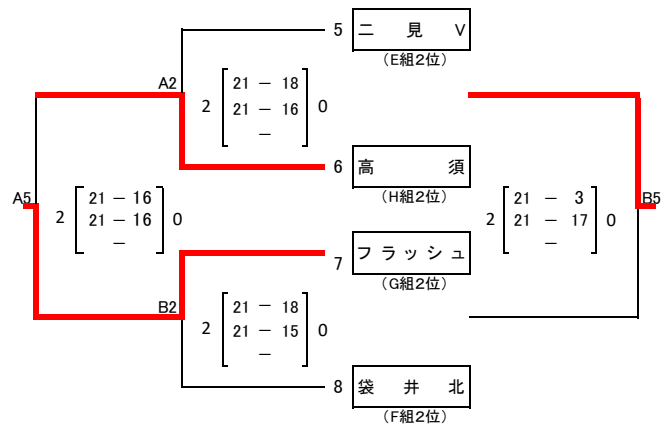 5 二 見 V
（E組2位）
A2
2 21 － 18 0
21 － 16
－
6 高 須
（H組2位）
A5
2 21 － 16 0
21 － 16
－
B5
2 21 － 3 0
21 － 17
－
7 フラッシュ
（G組2位）
B2
2 21 － 18 0
21 － 15
－
8 袋 井 北
（F組2位）